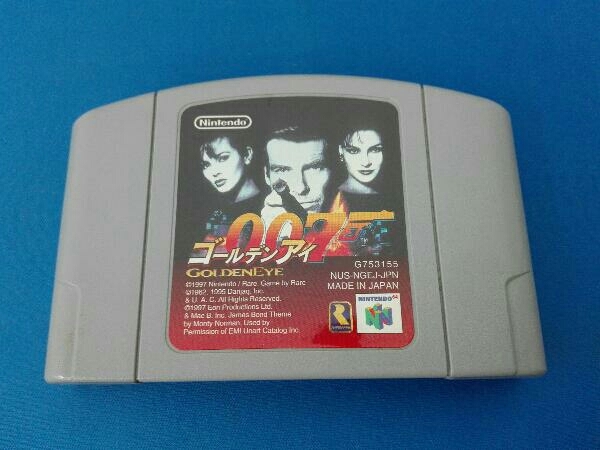 Nintendo
007
ゴールデンアイ
GOLDENEYE
©1997 Nintendo / Rare. Game by Rare
©1962, 1995 Danjaq, Inc.
& U. A. C. All Rights Reserved.
©1997 Eon Productions Ltd.
& Mac B. Inc. James Bond Theme
by Monty Norman. Used by
Permission of EMI Unart Catalog Inc.
G753155
NUS-NGEJ-JPN
MADE IN JAPAN
R
NINTENDO 64
N